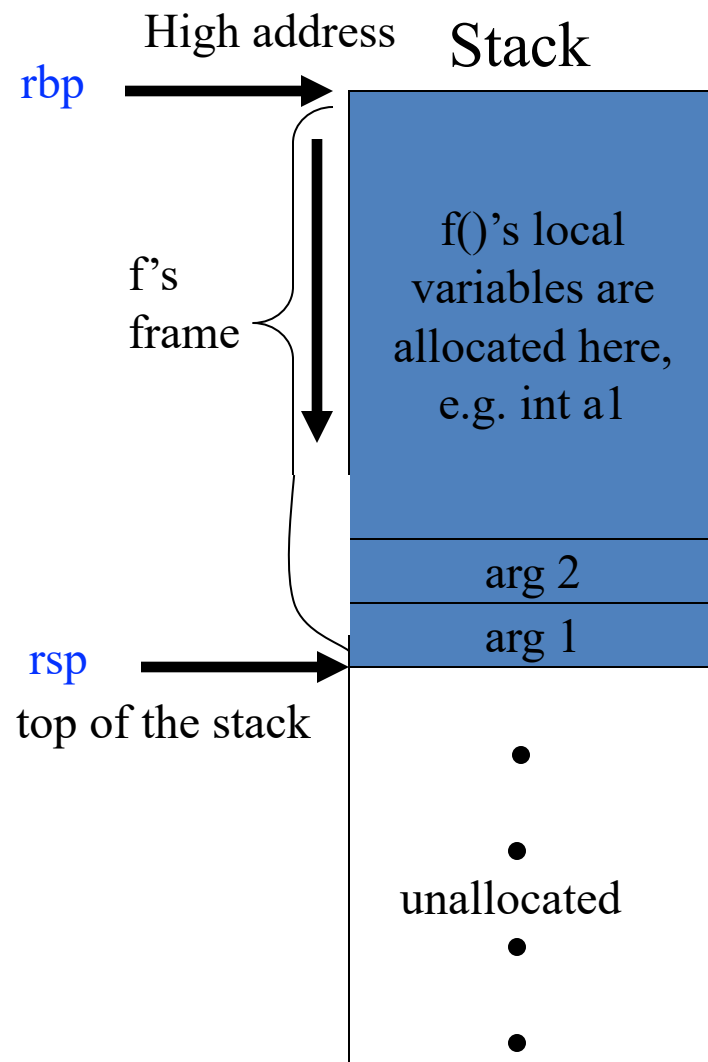 High address
Stack
rbp
f()’s local
variables are
allocated here,
e.g. int a1
f’s
frame
arg 2
arg 1
rsp
top of the stack
unallocated